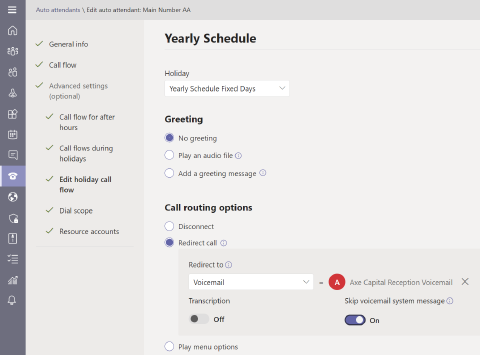 Auto attendants \ Edit auto attendant: Main Number AA
General info
Call flow
Advanced settings
(optional)
Call flow for after
hours
Call flows during
holidays
Edit holiday call
flow
Dial scope
Resource accounts
Yearly Schedule
Holiday
Yearly Schedule Fixed Days
Greeting
No greeting
Play an audio file
Add a greeting message
Call routing options
Disconnect
Redirect call
Redirect to
Voicemail
A Axe Capital Reception Voicemail
Transcription
Off
Skip voicemail system message
On
Play menu options